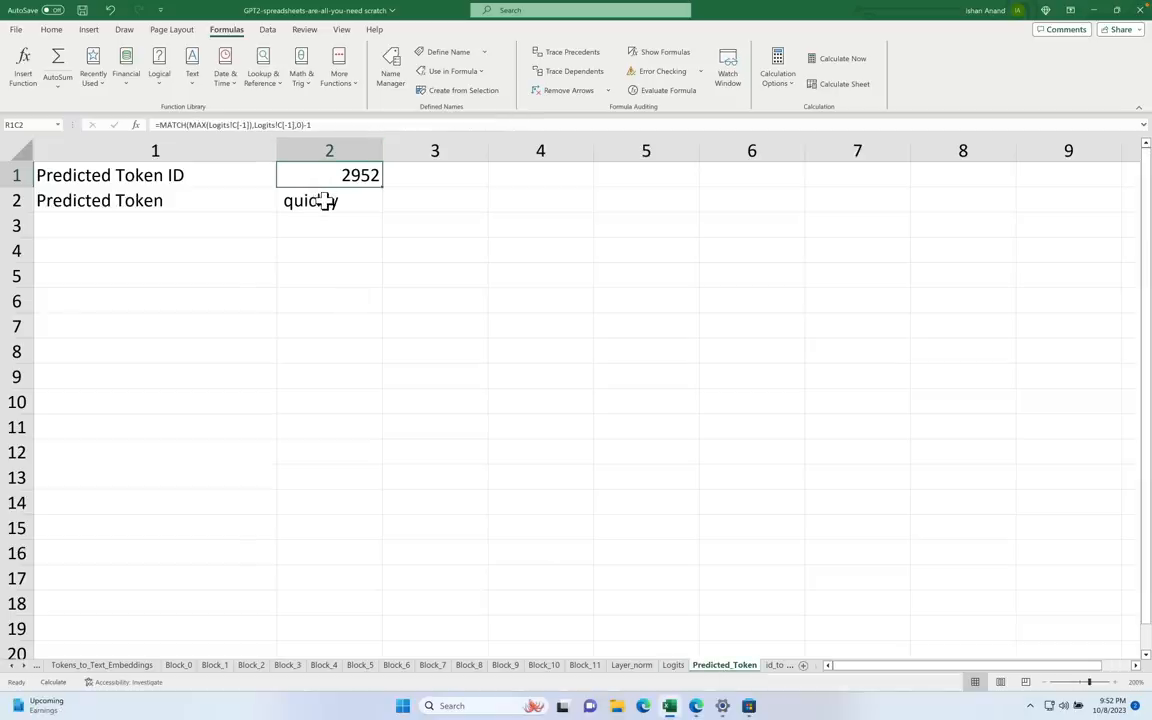 AutoSave Off GPT2-spreadsheets-are-all-you-need scratch Search Ishan Anand IA
File Home Insert Draw Page Layout Formulas Data Review View Help Comments Share
Insert Function AutoSum Recently Used Financial Logical Text Date & Time Lookup & Reference Math & Trig More Functions
Function Library
Name Manager Define Name Use in Formula Create from Selection
Defined Names
Trace Precedents Trace Dependents Remove Arrows Show Formulas Error Checking Evaluate Formula Watch Window
Formula Auditing
Calculation Options Calculate Now Calculate Sheet
Calculation
R1C2 fx =MATCH(MAX(Logits!C[-1]),Logits!C[-1],0)-1
1 2 3 4 5 6 7 8 9
1 Predicted Token ID 2952
2 Predicted Token quickly
3
4
5
6
7
8
9
10
11
12
13
14
15
16
17
18
19
20
... Tokens_to_Text_Embeddings Block_0 Block_1 Block_2 Block_3 Block_4 Block_5 Block_6 Block_7 Block_8 Block_9 Block_10 Block_11 Layer_norm Logits Predicted_Token id_to ...
Ready Calculate Accessibility: Investigate 200%
Upcoming Earnings Search 9:52 PM
10/8/2023